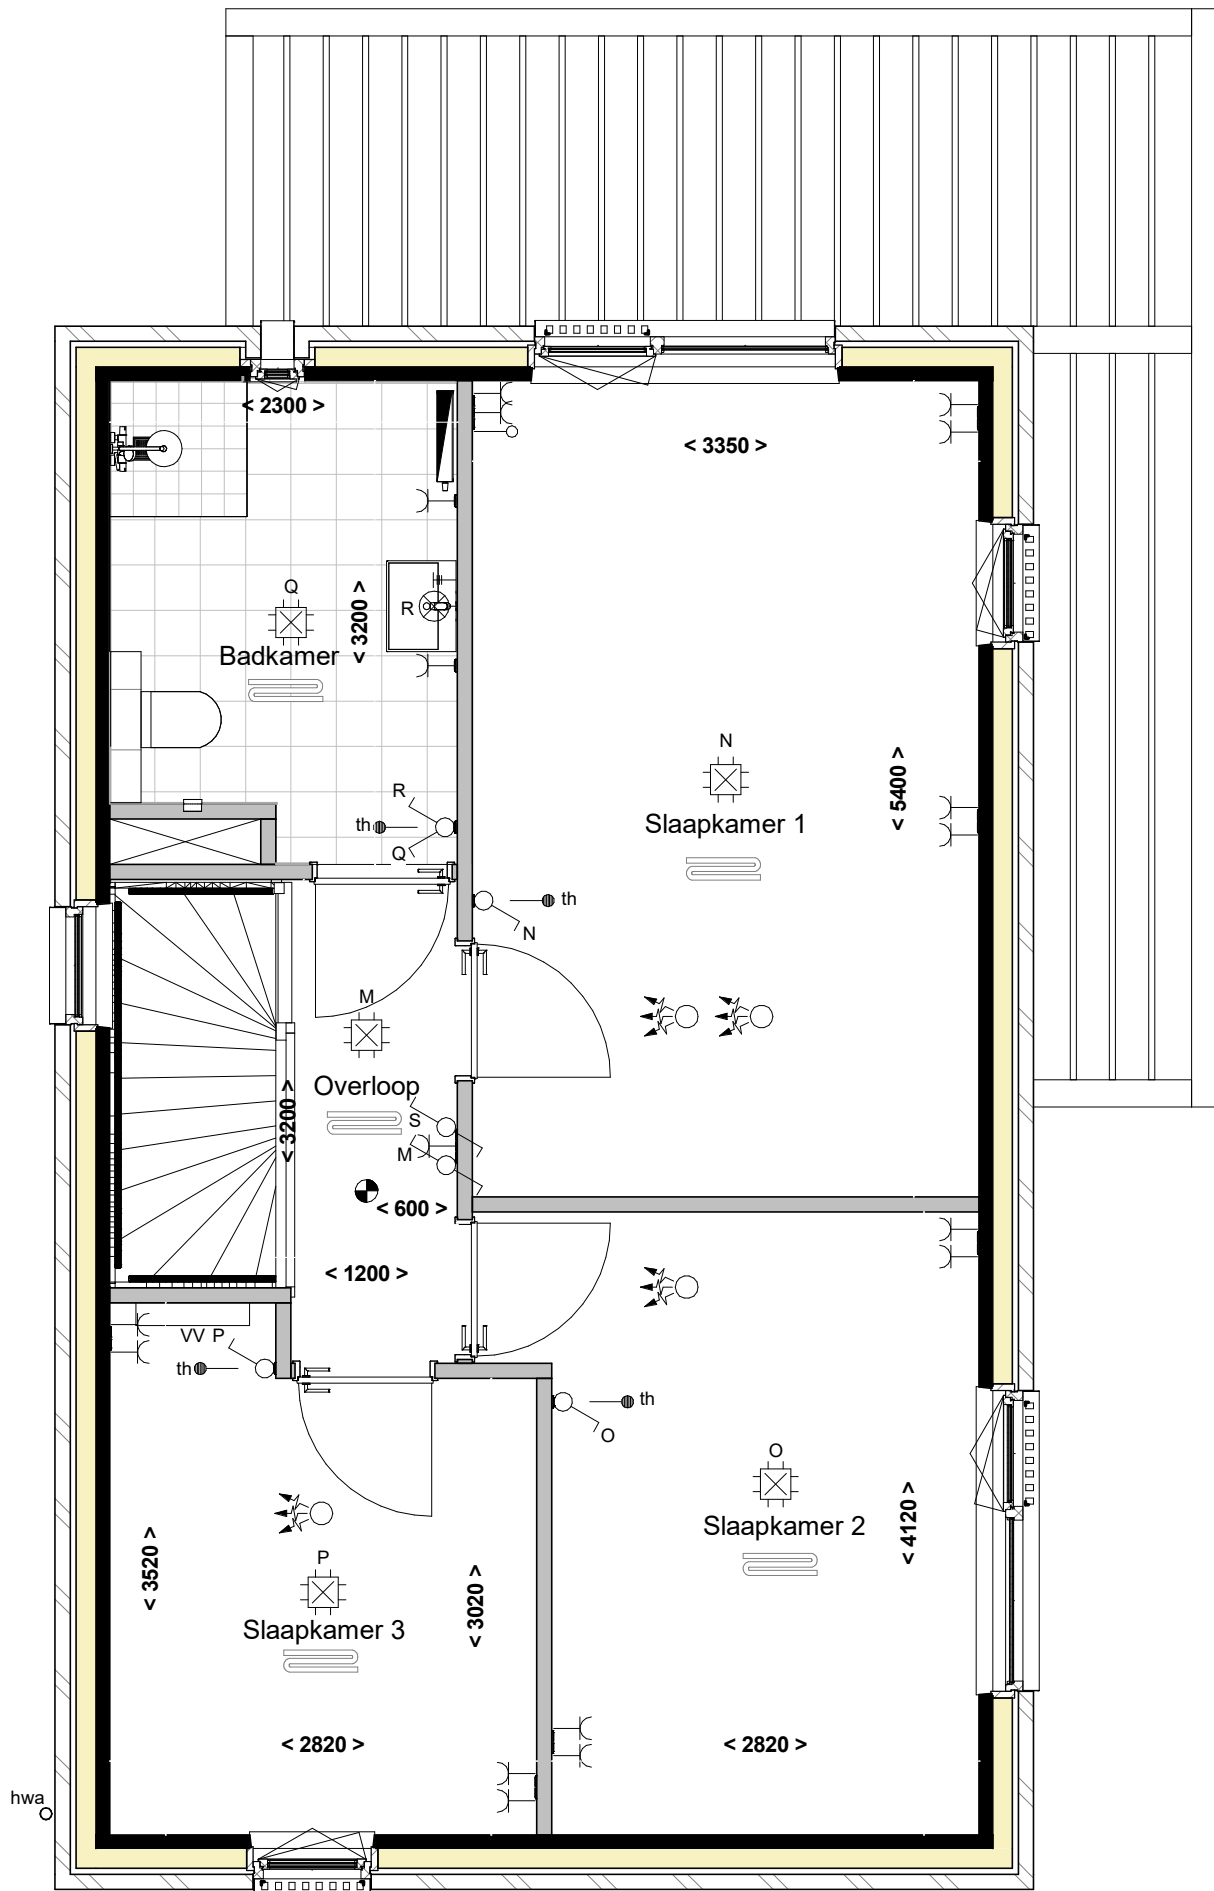 < 2300 >
< 3350 >
Q
< 3200 >
R
Badkamer
N
< 5400 >
Slaapkamer 1
R
th
Q
th
N
M
Overloop
< 3200 >
S
M
< 600 >
< 1200 >
VV P
th
th
O
O
Slaapkamer 2
< 4120 >
< 3520 >
P
< 3020 >
Slaapkamer 3
< 2820 >
< 2820 >
hwa